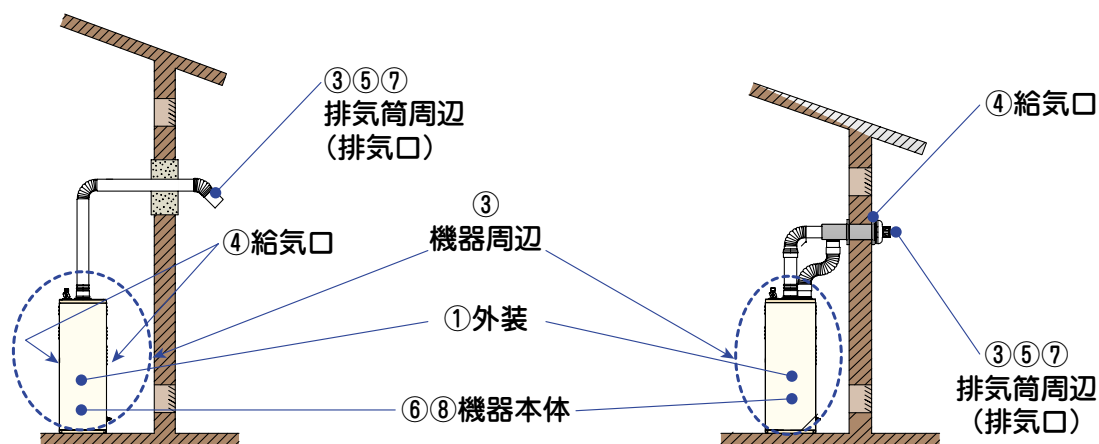 ③⑤⑦
排気筒周辺
（排気口）
④給気口
③
機器周辺
④給気口
①外装
③⑤⑦
排気筒周辺
（排気口）
⑥⑧機器本体